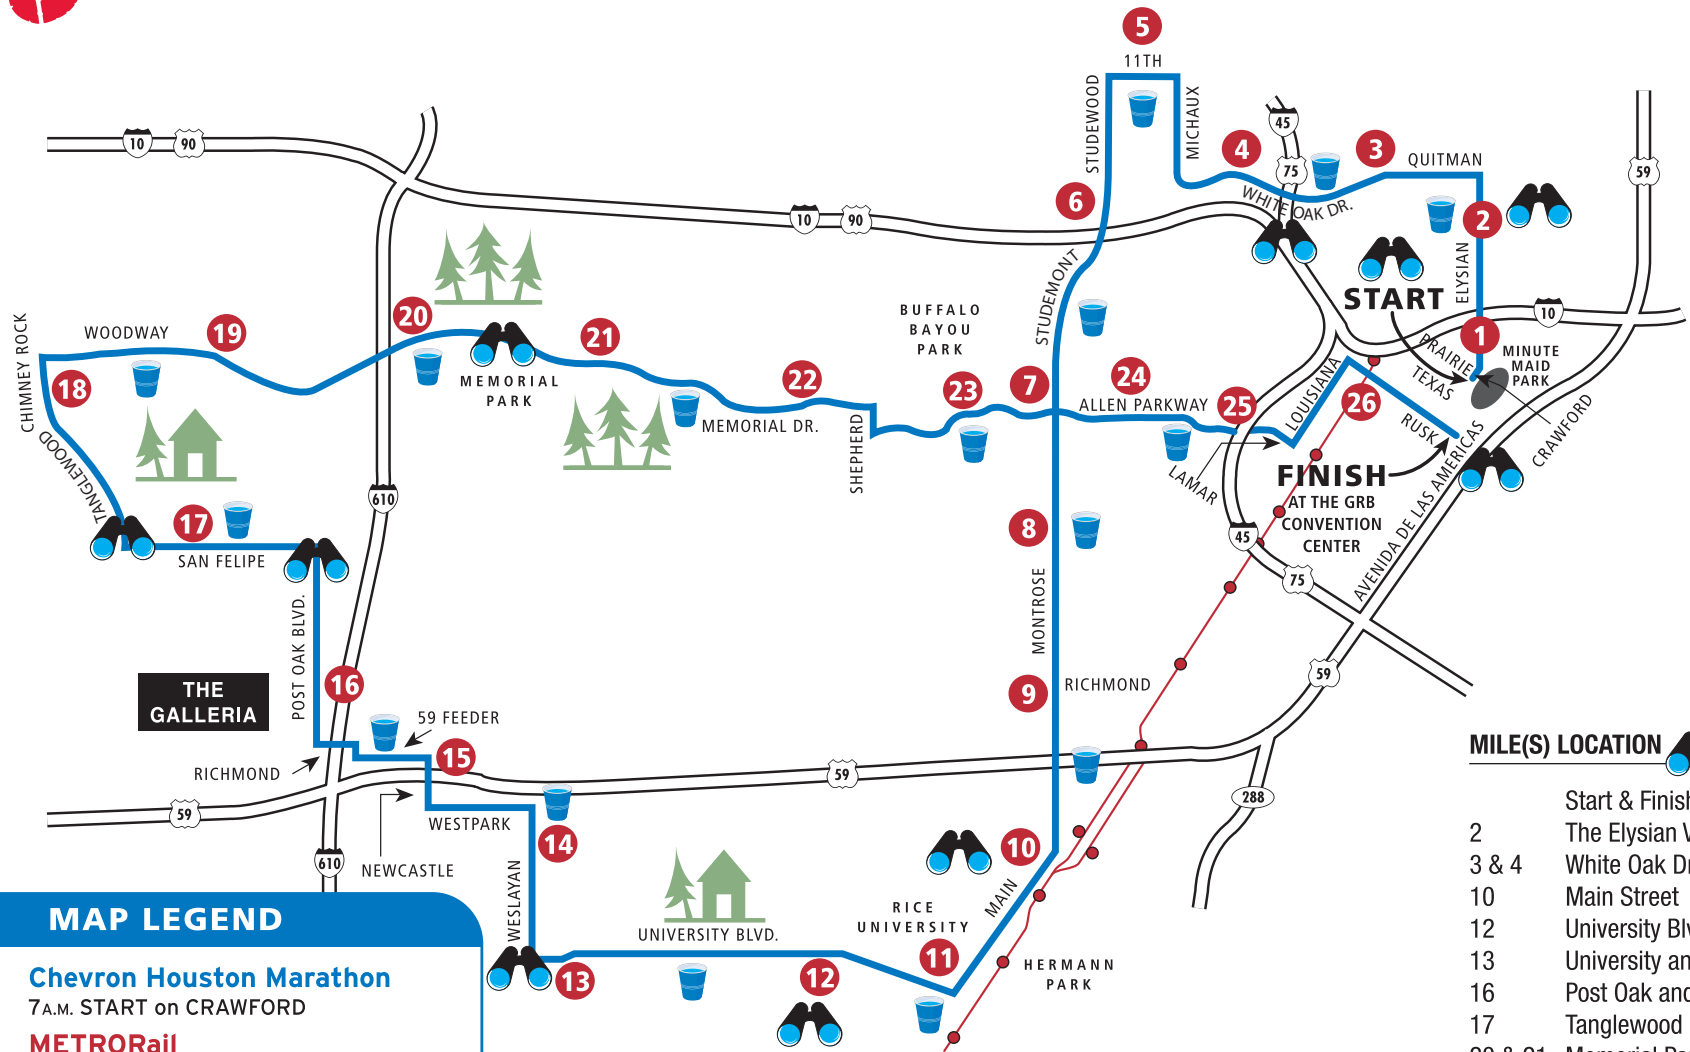 5
11TH
STUDEWOOD
MICHAUX
45
75
4
3
QUITMAN
WHITE OAK DR.
59
10
90
10
90
6
2
ELYSIAN
START
STUDEMONT
BUFFALO
BAYOU
PARK
10
1
PRAIRIE
TEXAS
MINUTE
MAID
PARK
CRAWFORD
CHIMNEY ROCK
WOODWAY
19
20
21
18
MEMORIAL
PARK
22
23
7
24
ALLEN PARKWAY
25
LOUISIANA
26
RUSK
MEMORIAL DR.
SHEPHERD
LAMAR
FINISH
AT THE GRB
CONVENTION
CENTER
AVENIDA DE LAS AMERICAS
TANGLEWOOD
17
SAN FELIPE
610
8
45
75
MONTROSE
POST OAK BLVD.
THE
GALLERIA
16
9
RICHMOND
59
59 FEEDER
15
RICHMOND
59
59
288
WESTPARK
14
NEWCASTLE
610
10
MAIN
WESLAYAN
UNIVERSITY BLVD.
RICE
UNIVERSITY
11
12
13
HERMANN
PARK
MAP LEGEND
Chevron Houston Marathon
7A.M. START on CRAWFORD
METRORail
MILE(S) LOCATION
Start & Finish
2 The Elysian V
3 & 4 White Oak Dr
10 Main Street
12 University Blv
13 University an
16 Post Oak and
17 Tanglewood
20 & 21 Memorial Pa